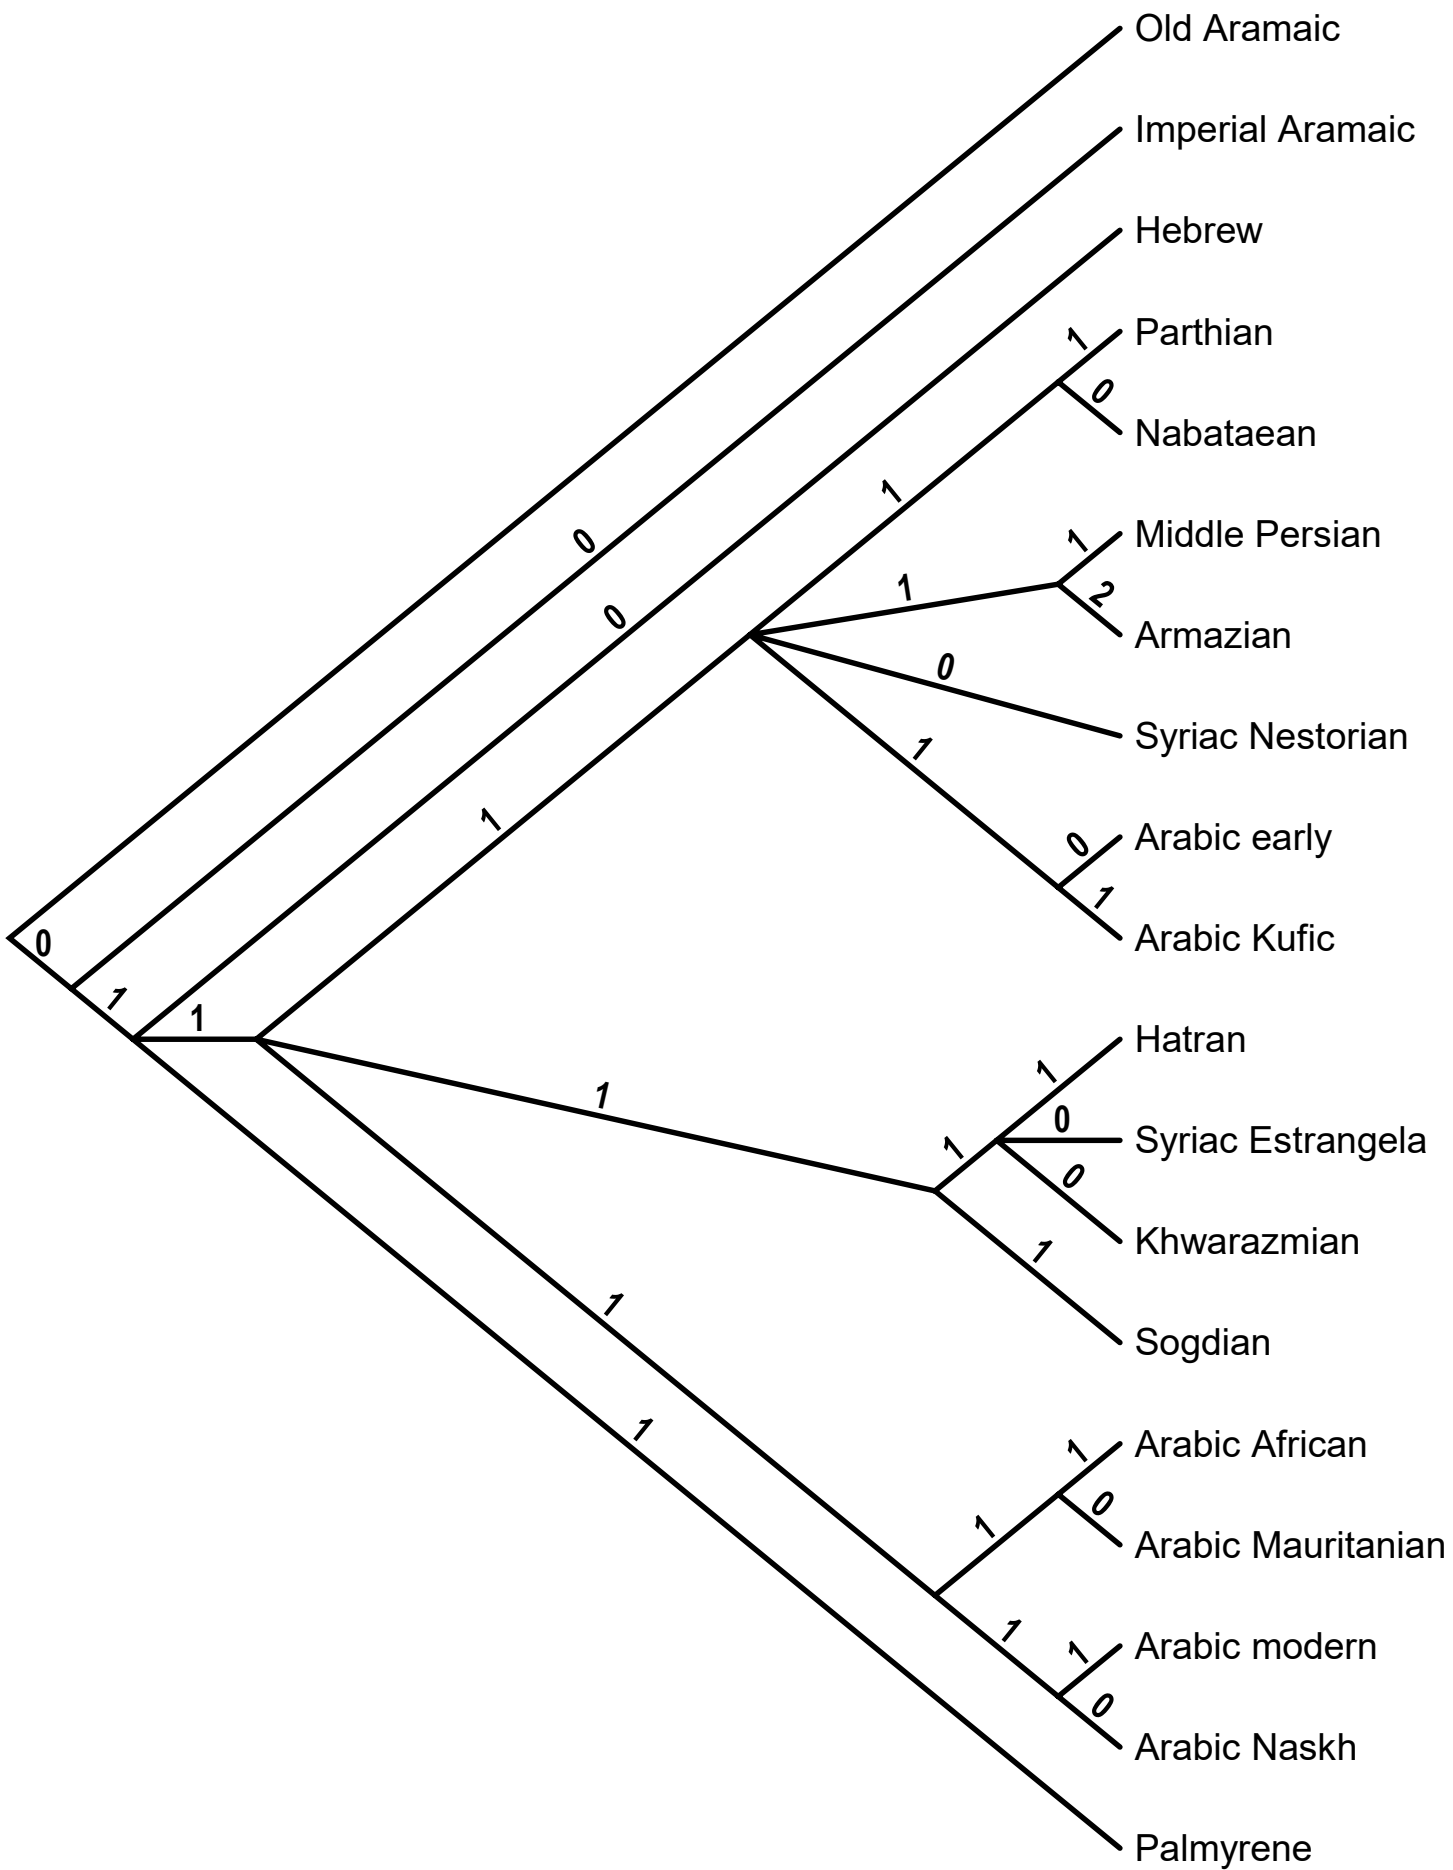 Old Aramaic
Imperial Aramaic
Hebrew
1
Parthian
0
Nabataean
1
1
Middle Persian
0
1
2
0
Armazian
0
Syriac Nestorian
1
1
0
Arabic early
1
Arabic Kufic
0
1
1
Hatran
1
1
0
Syriac Estrangela
1
0
Khwarazmian
1
Sogdian
1
1
1
Arabic African
0
1
Arabic Mauritanian
1
1
Arabic modern
0
Arabic Naskh
Palmyrene